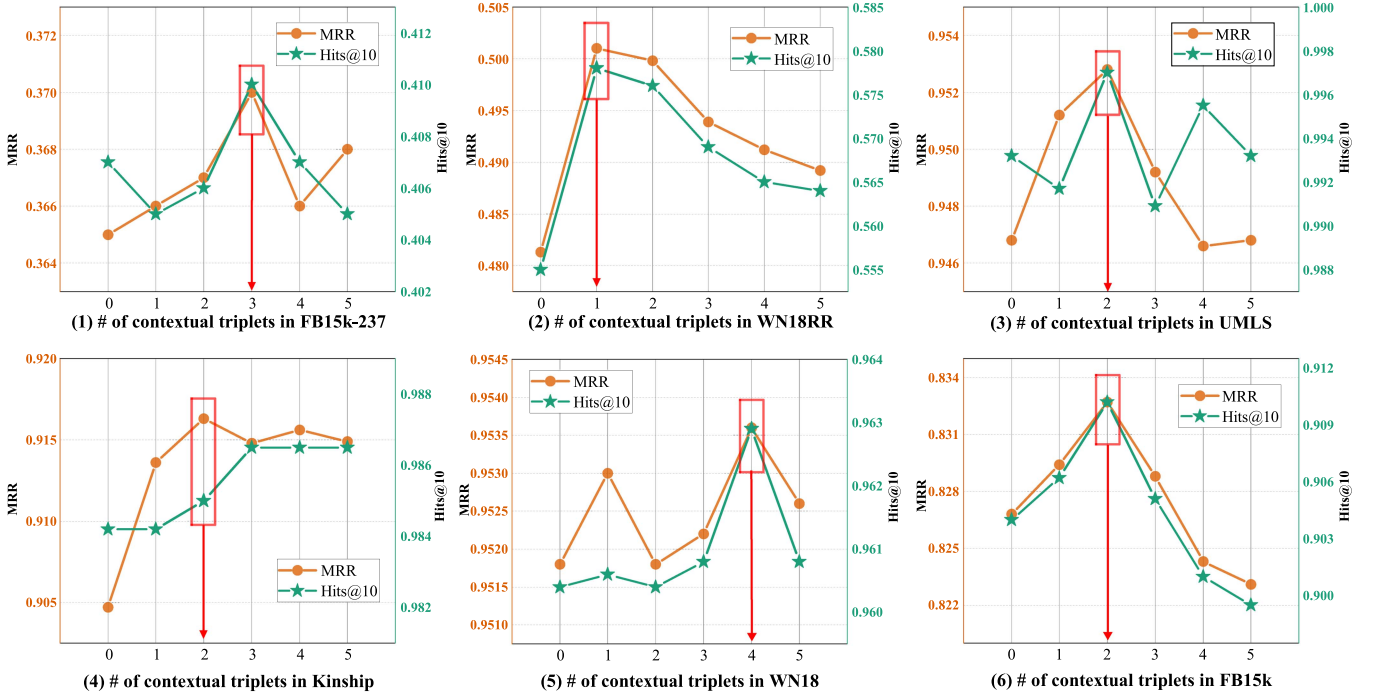 0.372
0.370
0.368
0.366
0.364
MRR
MRR
Hits@10
0.412
0.410
0.408
0.406
0.404
0.402
Hits@10
0 1 2 3 4 5
(1) # of contextual triplets in FB15k-237
0.505
0.500
0.495
0.490
0.485
0.480
MRR
MRR
Hits@10
0.585
0.580
0.575
0.570
0.565
0.560
0.555
Hits@10
0 1 2 3 4 5
(2) # of contextual triplets in WN18RR
0.954
0.952
0.950
0.948
0.946
MRR
MRR
Hits@10
1.000
0.998
0.996
0.994
0.992
0.990
0.988
Hits@10
0 1 2 3 4 5
(3) # of contextual triplets in UMLS
0.920
0.915
0.910
0.905
MRR
MRR
Hits@10
0.988
0.986
0.984
0.982
Hits@10
0 1 2 3 4 5
(4) # of contextual triplets in Kinship
0.9545
0.9540
0.9535
0.9530
0.9525
0.9520
0.9515
0.9510
MRR
MRR
Hits@10
0.964
0.963
0.962
0.961
0.960
Hits@10
0 1 2 3 4 5
(5) # of contextual triplets in WN18
0.834
0.831
0.828
0.825
0.822
MRR
MRR
Hits@10
0.912
0.909
0.906
0.903
0.900
Hits@10
0 1 2 3 4 5
(6) # of contextual triplets in FB15k